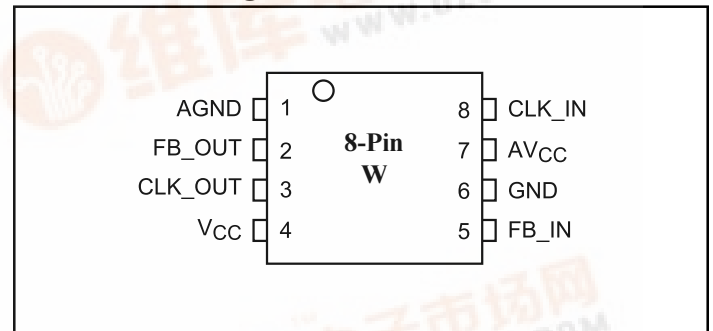 AGND 1 8 CLK_IN
FB_OUT 2 8-Pin 7 AVCC
CLK_OUT 3 W 6 GND
VCC 4 5 FB_IN